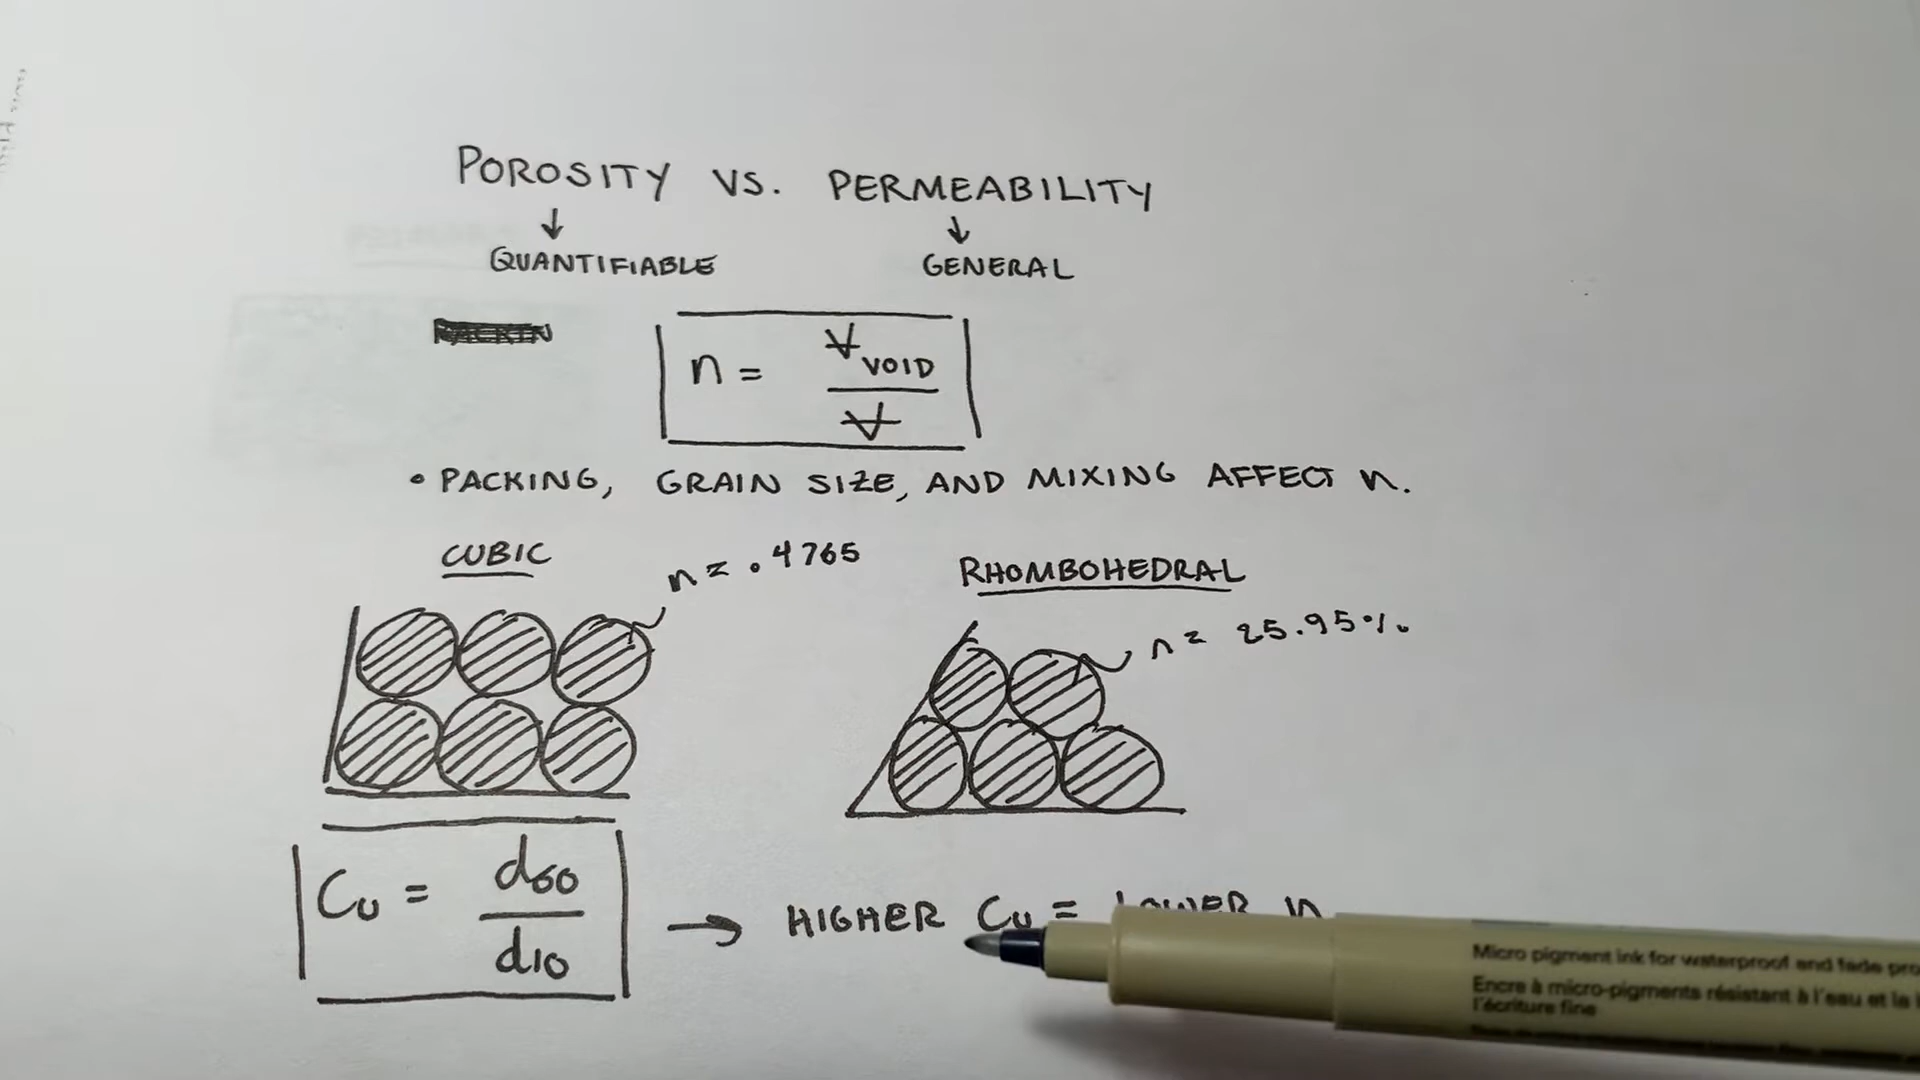 POROSITY VS. PERMEABILITY
↓ ↓
QUANTIFIABLE GENERAL
n = V VOID / V
• PACKING, GRAIN SIZE, AND MIXING AFFECT n.
CUBIC
n = .4765
RHOMBOHEDRAL
n = 25.95%
Cu = d60 / d10 → HIGHER Cu = LOWER n
Micro pigment ink for waterproof and fade
Encre à micro-pigments résistant à l'eau et
l'écriture fine